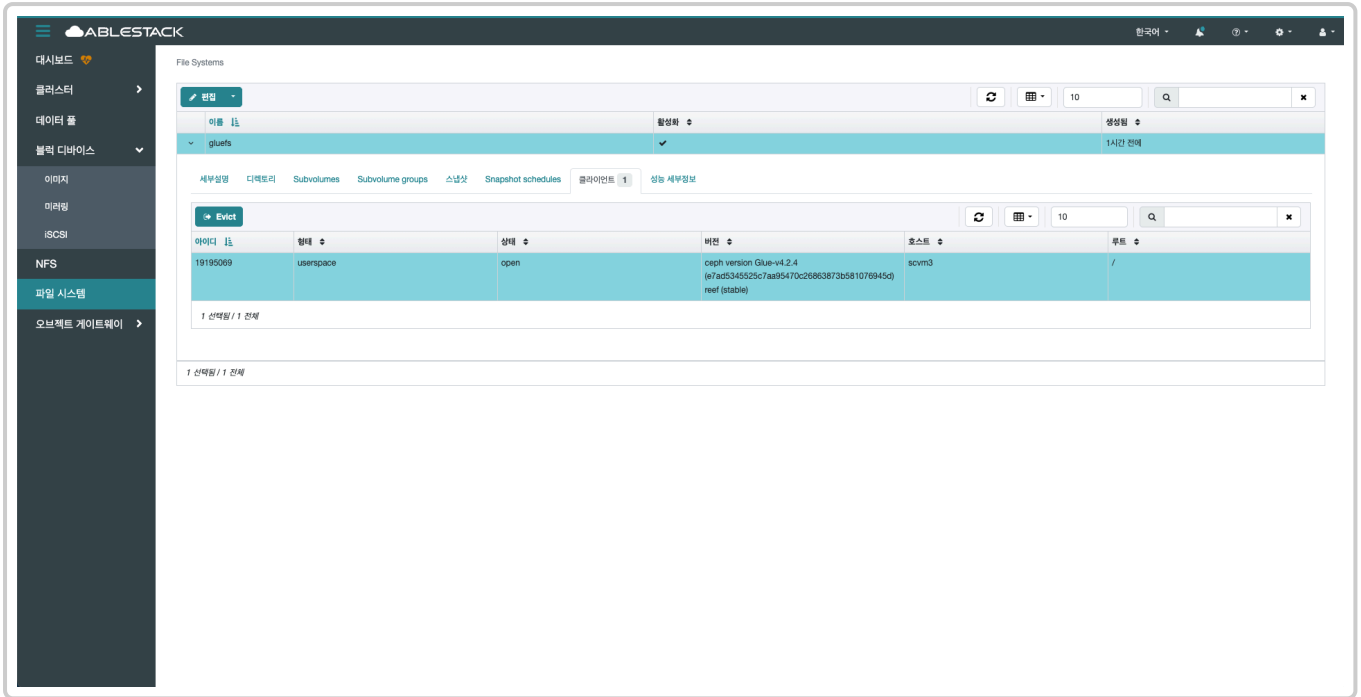 ABLESTACK
한국어
대시보드
클러스터
데이터 풀
블럭 디바이스
이미지
미러링
iSCSI
NFS
파일 시스템
오브젝트 게이트웨이
File Systems
편집
10
이름 활성화 생성됨
gluefs 1시간 전에
세부설명 디렉토리 Subvolumes Subvolume groups 스냅샷 Snapshot schedules 클라이언트 1 성능 세부정보
Evict
10
아이디 형태 상태 버전 호스트 루트
19195069 userspace open ceph version Glue-v4.2.4 scvm3 /
(e7ad5345525c7aa95470c26863873b581076945d)
reef (stable)
1 선택됨 / 1 전체
1 선택됨 / 1 전체